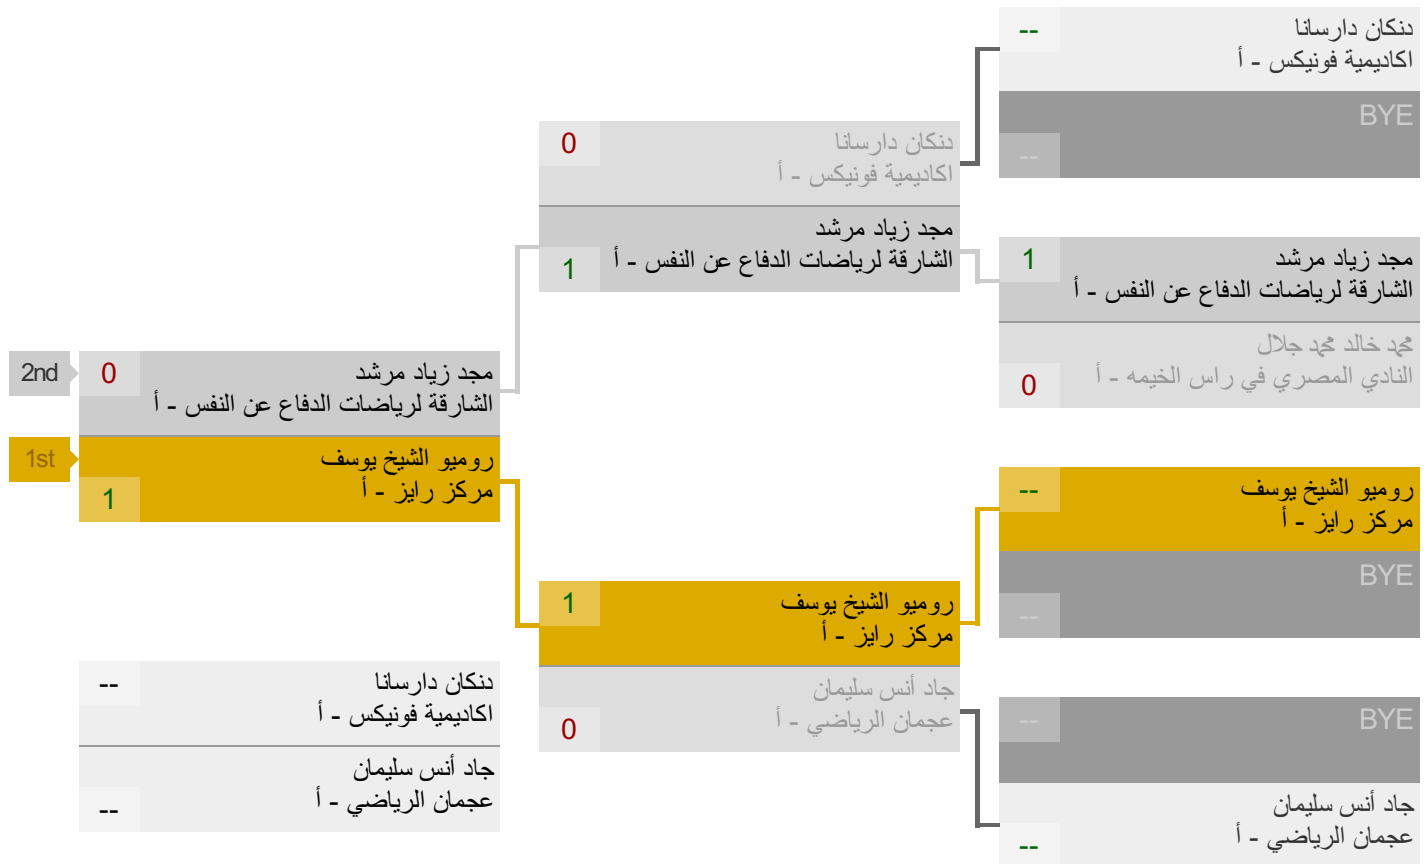 --
دنكان دارسانا
اكاديمية فونيكس - أ
BYE
--
0
دنكان دارسانا
اكاديمية فونيكس - أ
مجد زياد مرشد
الشارقة لرياضات الدفاع عن النفس - أ
1
1
مجد زياد مرشد
الشارقة لرياضات الدفاع عن النفس - أ
محمد خالد محمد جلال
النادي المصري في راس الخيمه - أ
0
2nd
0
مجد زياد مرشد
الشارقة لرياضات الدفاع عن النفس - أ
1st
روميو الشيخ يوسف
مركز رايز - أ
1
--
روميو الشيخ يوسف
مركز رايز - أ
BYE
--
1
روميو الشيخ يوسف
مركز رايز - أ
جاد أنس سليمان
عجمان الرياضي - أ
0
--
دنكان دارسانا
اكاديمية فونيكس - أ
جاد أنس سليمان
عجمان الرياضي - أ
--
--
BYE
جاد أنس سليمان
عجمان الرياضي - أ
--